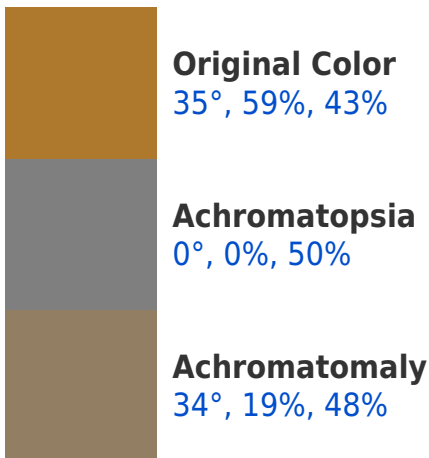 Original Color
35°, 59%, 43%
Achromatopsia
0°, 0%, 50%
Achromatomaly
34°, 19%, 48%